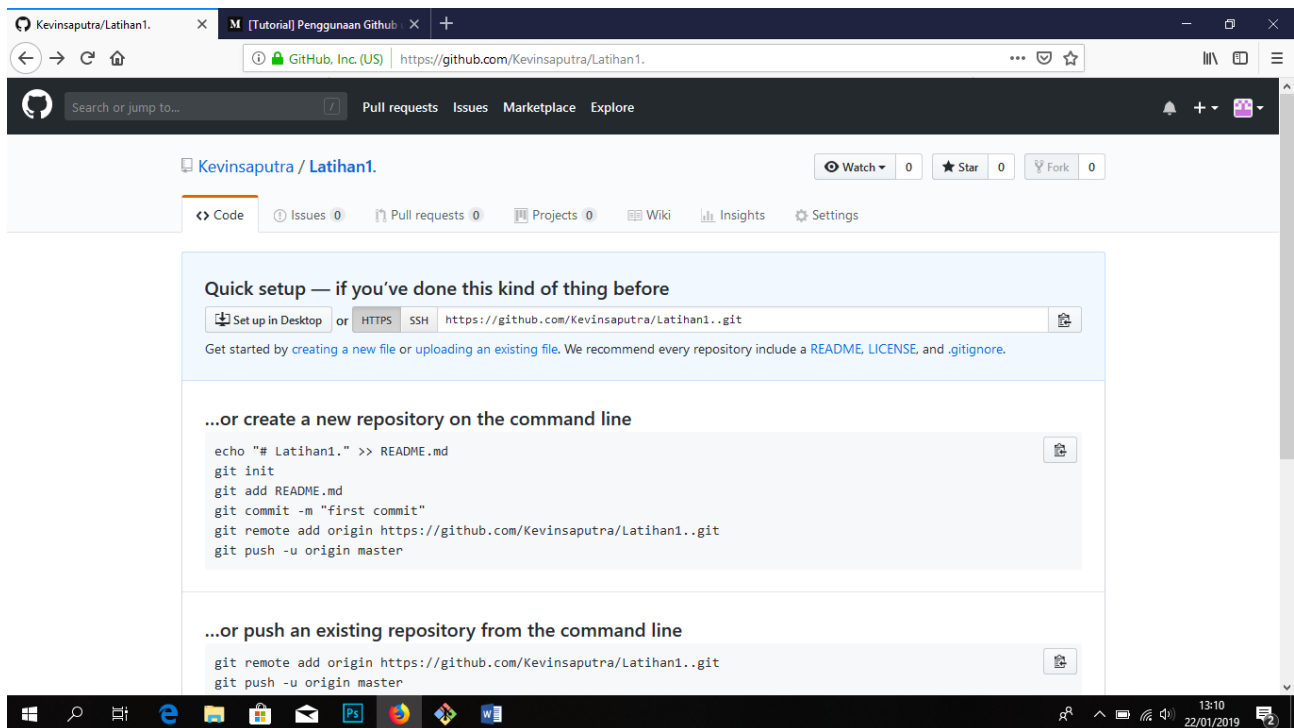 Kevinsaputra/Latihan1.
M [Tutorial] Penggunaan Github
GitHub, Inc. (US) https://github.com/Kevinsaputra/Latihan1.
Search or jump to... /
Pull requests Issues Marketplace Explore
Kevinsaputra / Latihan1.
Watch 0 Star 0 Fork 0
Code Issues 0 Pull requests 0 Projects 0 Wiki Insights Settings
Quick setup — if you’ve done this kind of thing before
Set up in Desktop or HTTPS SSH https://github.com/Kevinsaputra/Latihan1..git
Get started by creating a new file or uploading an existing file. We recommend every repository include a README, LICENSE, and .gitignore.
…or create a new repository on the command line
echo "# Latihan1." >> README.md
git init
git add README.md
git commit -m "first commit"
git remote add origin https://github.com/Kevinsaputra/Latihan1..git
git push -u origin master
…or push an existing repository from the command line
git remote add origin https://github.com/Kevinsaputra/Latihan1..git
git push -u origin master
Ps
13:10
22/01/2019
2